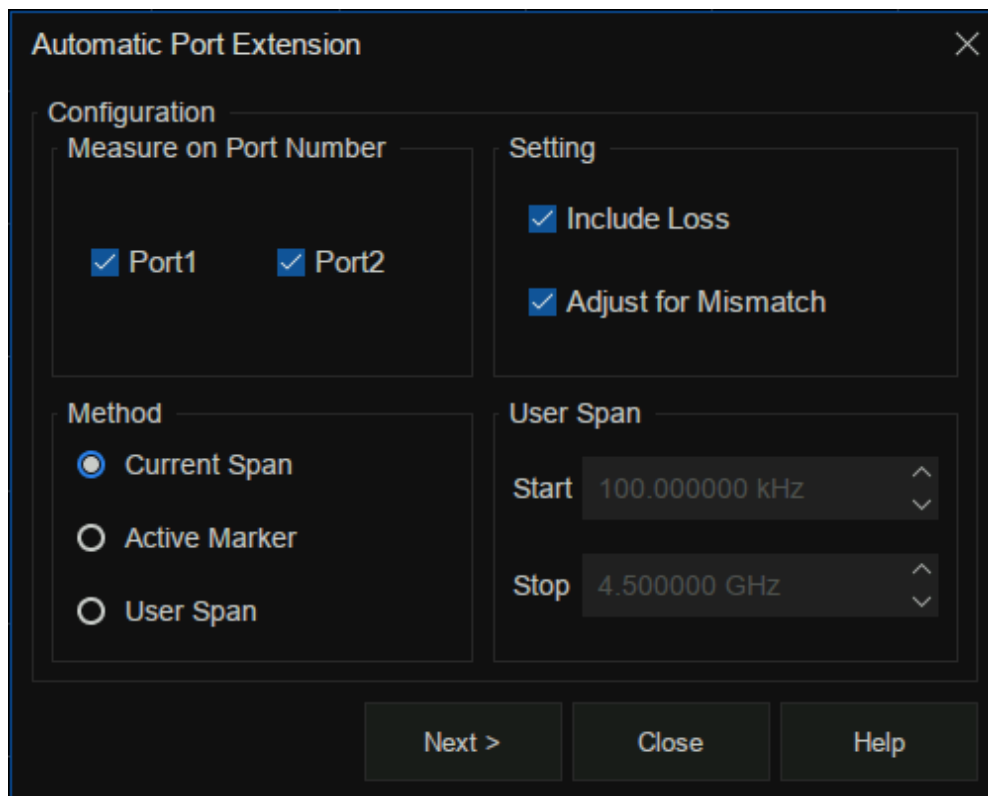 Automatic Port Extension
Configuration
Measure on Port Number
Port1 Port2
Setting
Include Loss
Adjust for Mismatch
Method
Current Span
Active Marker
User Span
User Span
Start 100.000000 kHz
Stop 4.500000 GHz
Next > Close Help